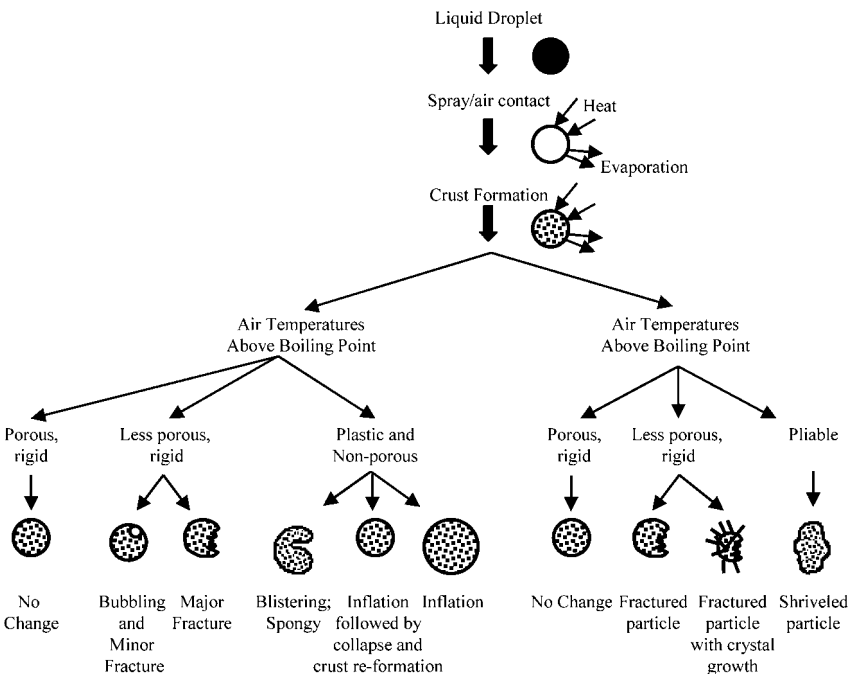 Liquid Droplet
Spray/air contact
Heat
Evaporation
Crust Formation
Air Temperatures
Above Boiling Point
Air Temperatures
Above Boiling Point
Porous,
rigid
Less porous,
rigid
Plastic and
Non-porous
Porous,
rigid
Less porous,
rigid
Pliable
No
Change
Bubbling
and
Minor
Fracture
Major
Fracture
Blistering;
Spongy
Inflation
followed by
collapse and
crust re-formation
Inflation
No Change
Fractured
particle
Fractured
particle
with crystal
growth
Shriveled
particle